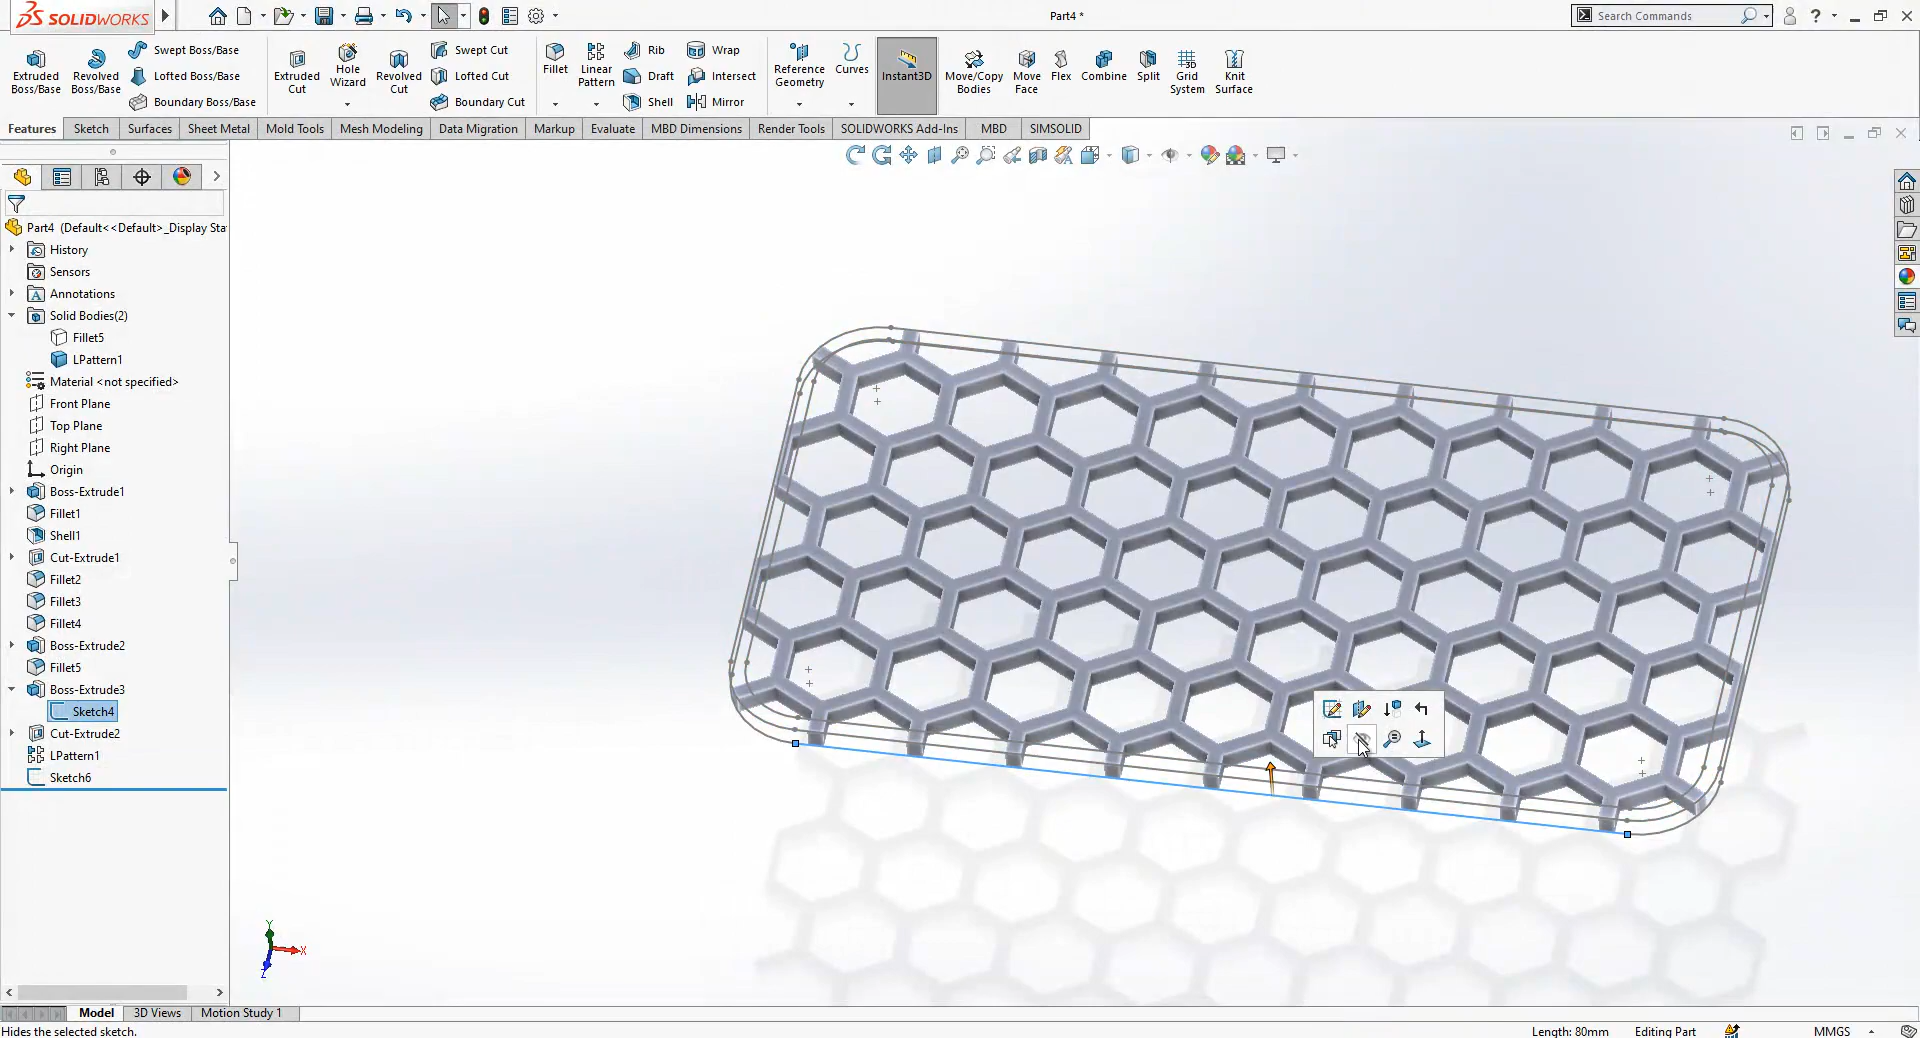 SOLIDWORKS
Part4 *
Search Commands
Extruded Boss/Base
Revolved Boss/Base
Swept Boss/Base
Lofted Boss/Base
Boundary Boss/Base
Extruded Cut
Hole Wizard
Revolved Cut
Swept Cut
Lofted Cut
Boundary Cut
Fillet
Linear Pattern
Rib
Draft
Shell
Wrap
Intersect
Mirror
Reference Geometry
Curves
Instant3D
Move/Copy Bodies
Move Face
Flex
Combine
Split
Grid System
Knit Surface
Features
Sketch
Surfaces
Sheet Metal
Mold Tools
Mesh Modeling
Data Migration
Markup
Evaluate
MBD Dimensions
Render Tools
SOLIDWORKS Add-Ins
MBD
SIMSOLID
Part4 (Default<<Default>_Display Sta
History
Sensors
Annotations
Solid Bodies(2)
Fillet5
LPattern1
Material <not specified>
Front Plane
Top Plane
Right Plane
Origin
Boss-Extrude1
Fillet1
Shell1
Cut-Extrude1
Fillet2
Fillet3
Fillet4
Boss-Extrude2
Fillet5
Boss-Extrude3
Sketch4
Cut-Extrude2
LPattern1
Sketch6
Y
X
Z
Model
3D Views
Motion Study 1
Hides the selected sketch.
Length: 80mm
Editing Part
MMGS